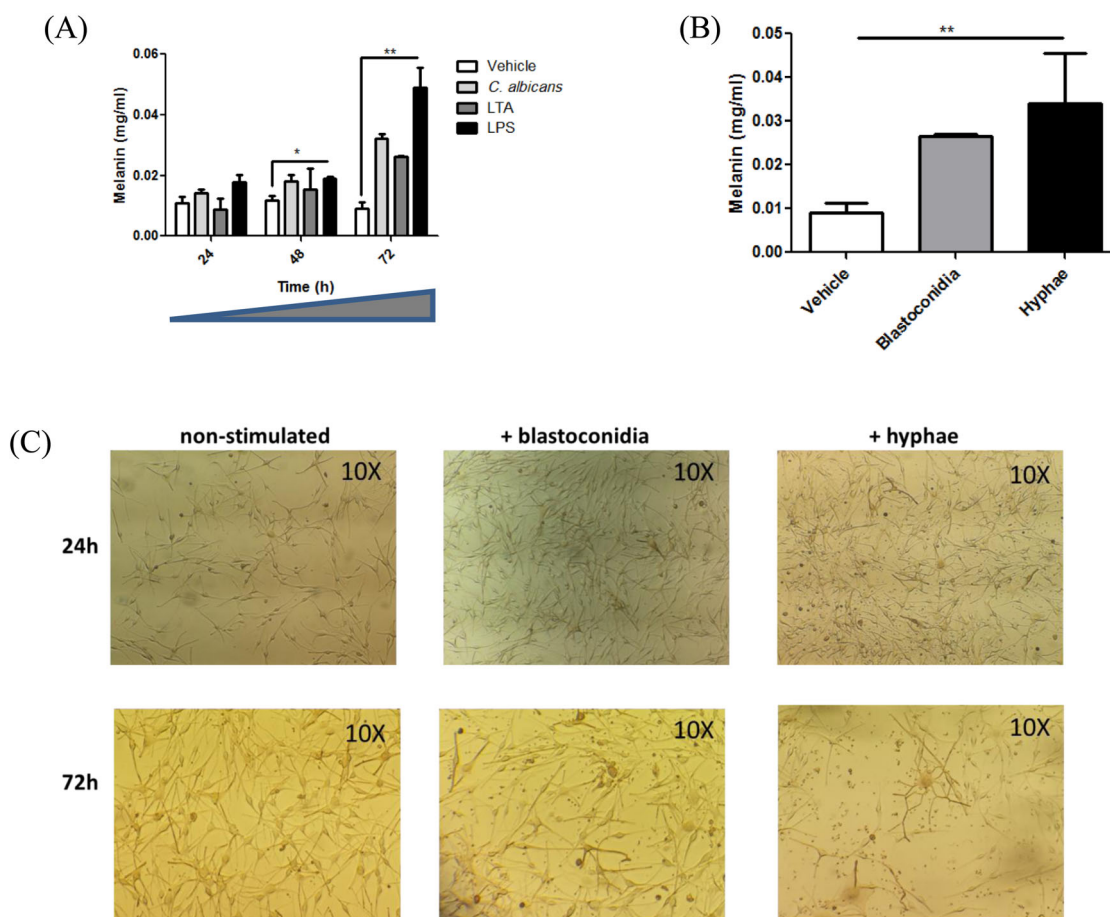 (A)
Melanin (mg/ml)
0.06
0.04
0.02
0.00
*
**
24
48
72
Time (h)
Vehicle
C. albicans
LTA
LPS
(B)
Melanin (mg/ml)
0.05
0.04
0.03
0.02
0.01
0.00
**
Vehicle
Blastoconidia
Hyphae
(C)
non-stimulated
+ blastoconidia
+ hyphae
24h
10X
10X
10X
72h
10X
10X
10X